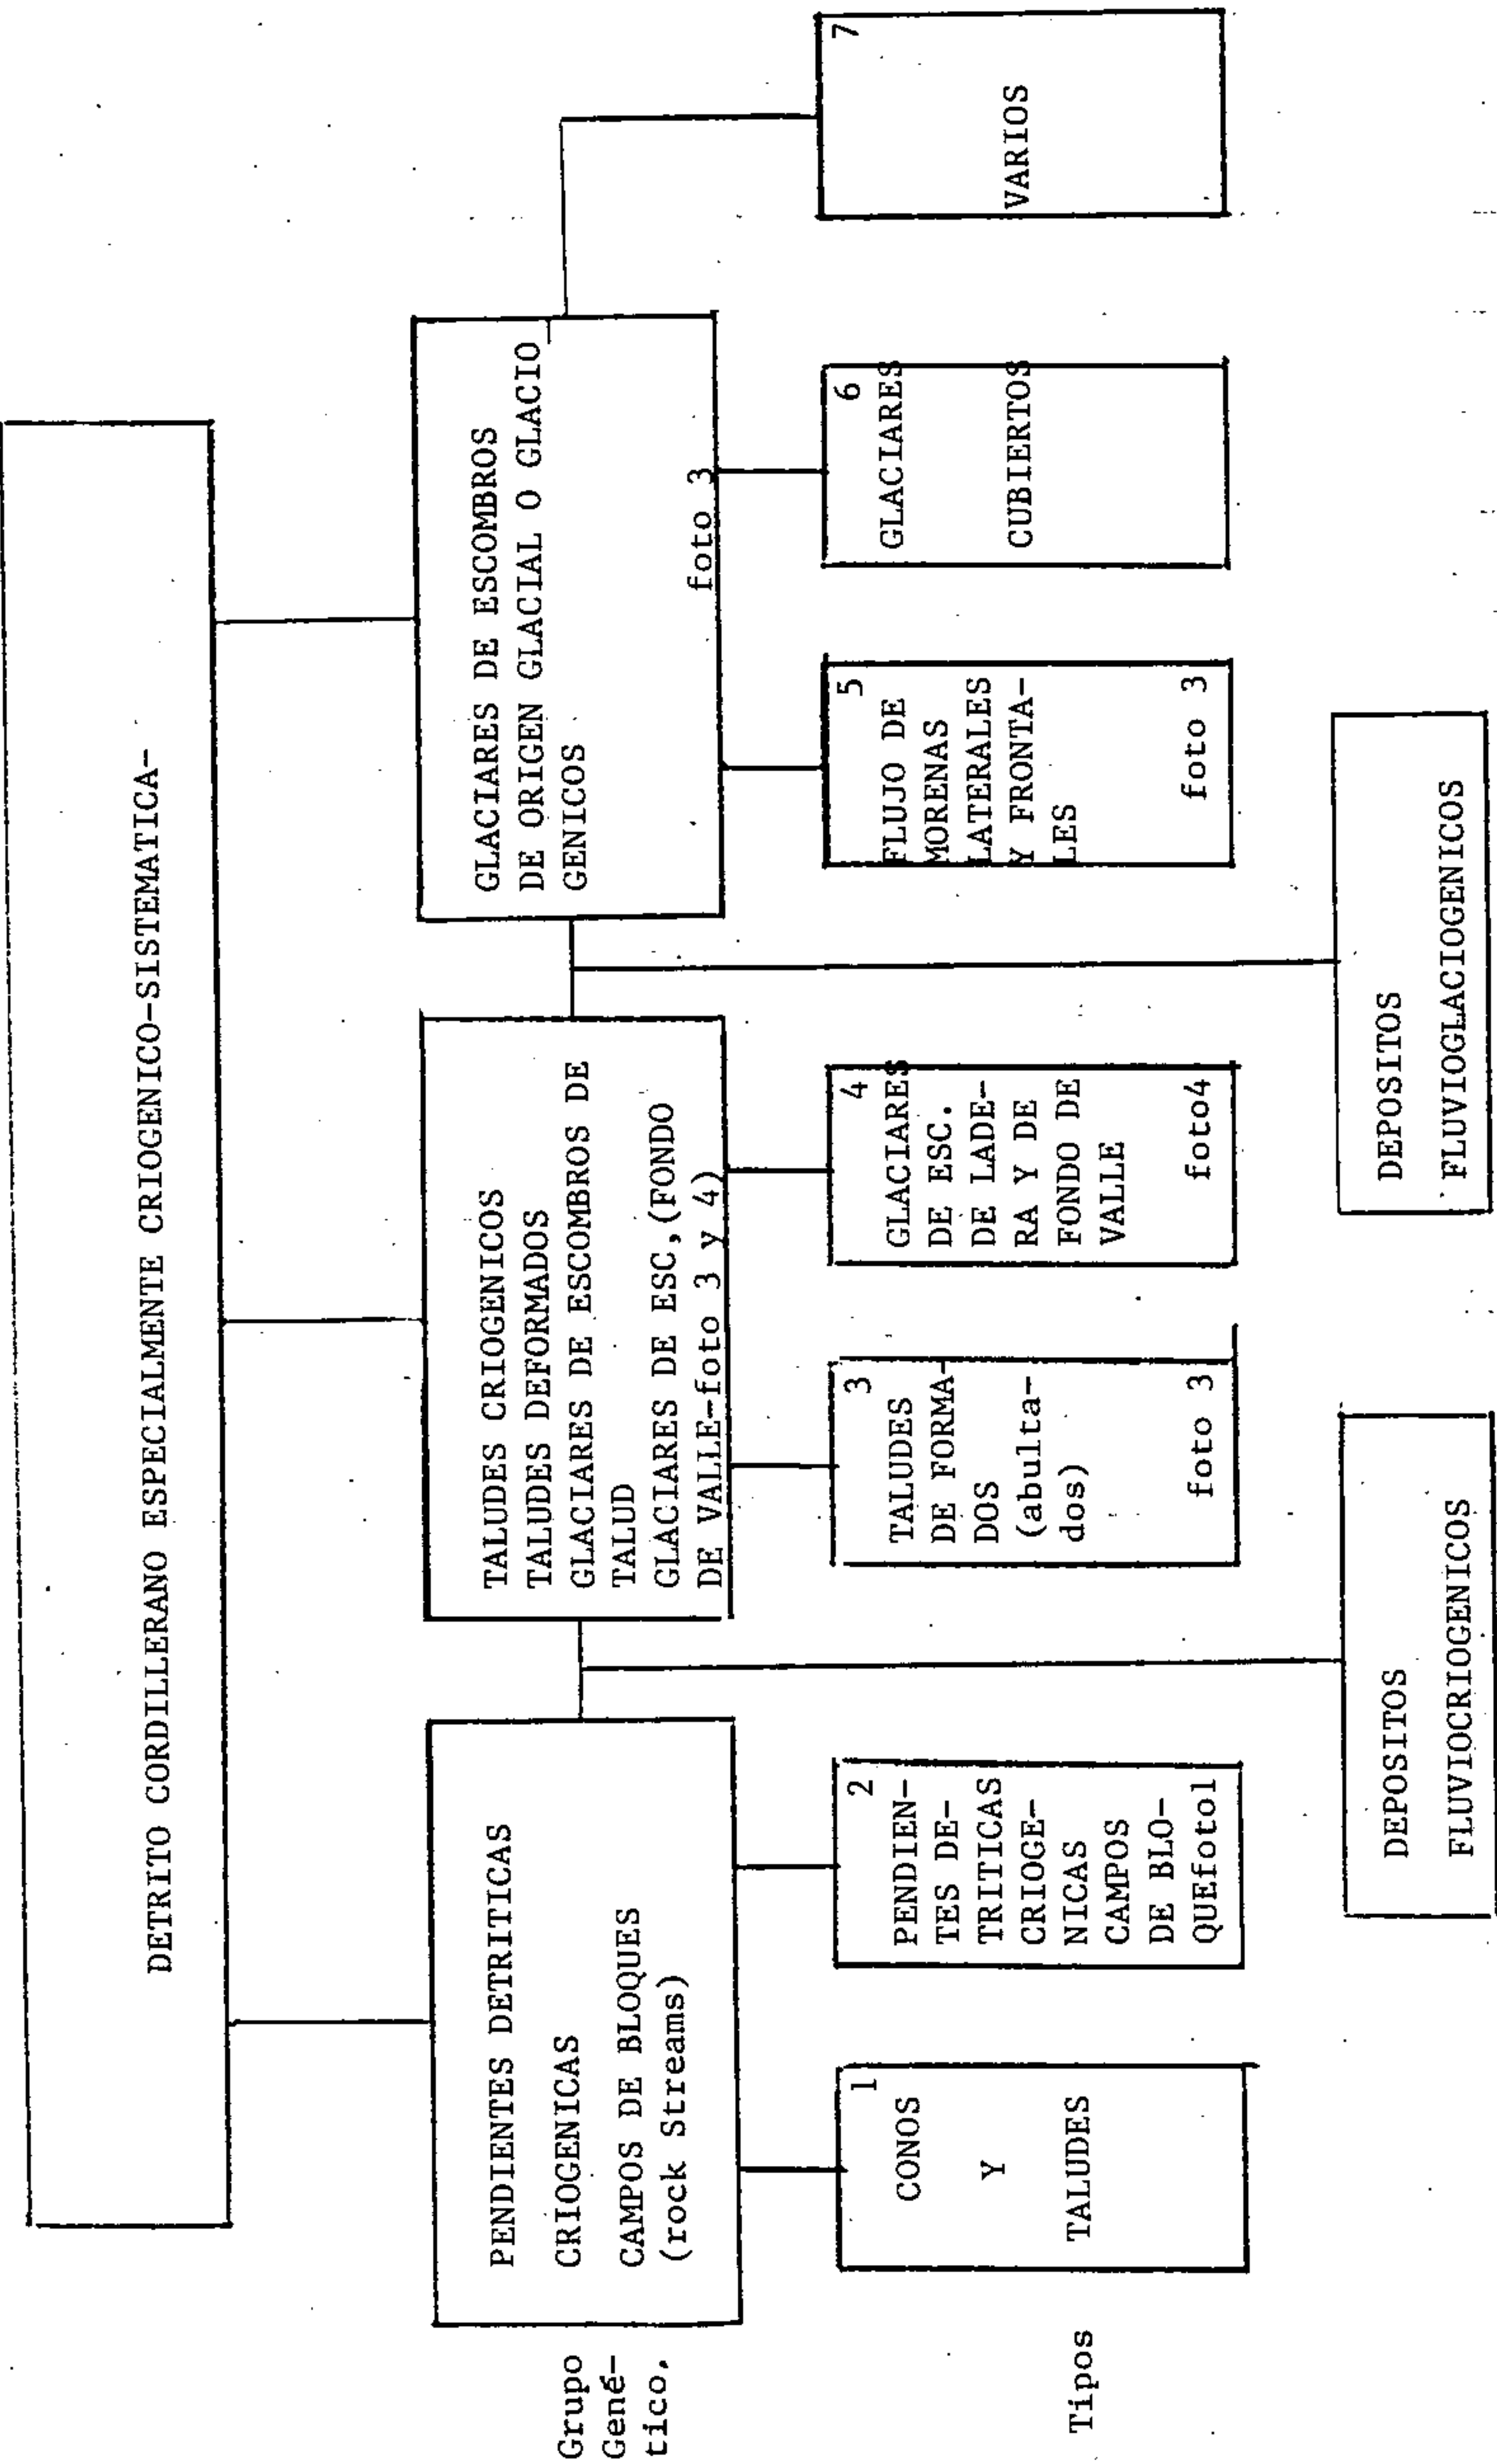 DETRITO CORDILLERANO ESPECIALMENTE CRIOGENICO-SISTEMATICA-
Grupo
Gené-
tico.
PENDIENTES DETRITICAS
CRIOGENICAS
CAMPOS DE BLOQUES
(rock Streams)
TALUDES CRIOGENICOS
TALUDES DEFORMADOS
GLACIARES DE ESCOMBROS DE
TALUD
GLACIARES DE ESC,(FONDO
DE VALLE-foto 3 y 4)
GLACIARES DE ESCOMBROS
DE ORIGEN GLACIAL O GLACIO
GENICOS
foto 3
Tipos
1
CONOS
Y
TALUDES
2
PENDIEN-
TES DE-
TRITICAS
CRIOGE-
NICAS
CAMPOS
DE BLO-
QUEfoto1
3
TALUDES
DE FORMA-
DOS
(abulta-
dos)
foto 3
4
GLACIARES
DE ESC.
DE LADE-
RA Y DE
FONDO DE
VALLE
foto4
5
FLUJO DE
MORENAS
LATERALES
Y FRONTA-
LES
foto 3
6
GLACIARES
CUBIERTOS
7
VARIOS
DEPOSITOS
FLUVIOCRIOGENICOS
DEPOSITOS
FLUVIOGLACIOGENICOS